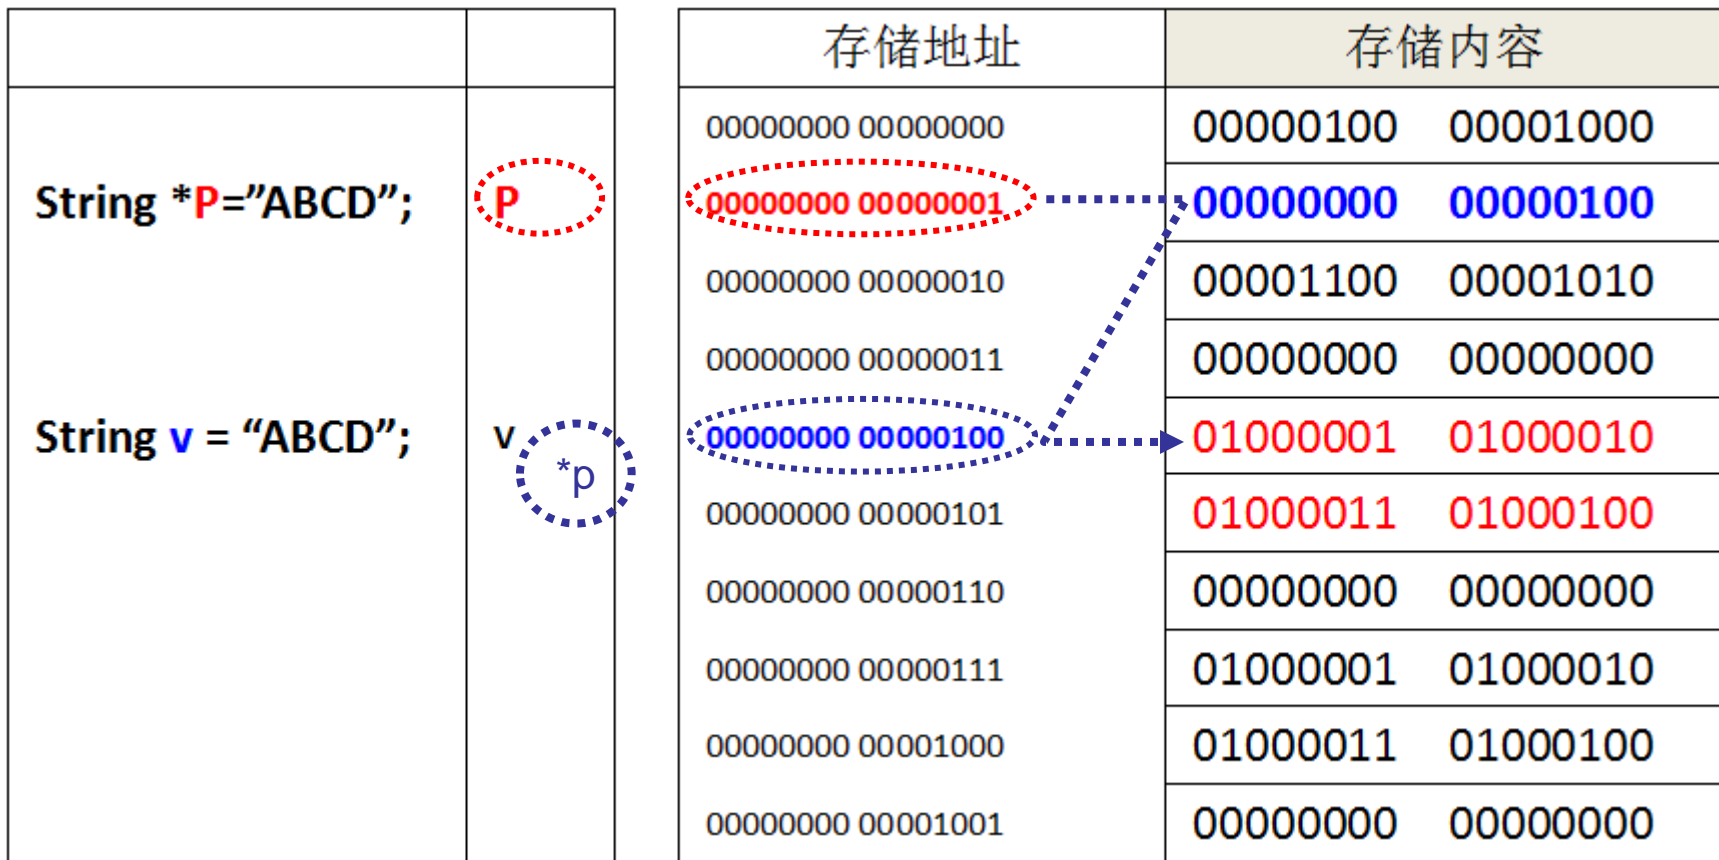 存储地址 存储内容
00000000 00000000 00000100 00001000
String *P=”ABCD”; P 00000000 00000001 00000000 00000100
00000000 00000010 00001100 00001010
00000000 00000011 00000000 00000000
String v = “ABCD”; v 00000000 00000100 01000001 01000010
*p
00000000 00000101 01000011 01000100
00000000 00000110 00000000 00000000
00000000 00000111 01000001 01000010
00000000 00001000 01000011 01000100
00000000 00001001 00000000 00000000